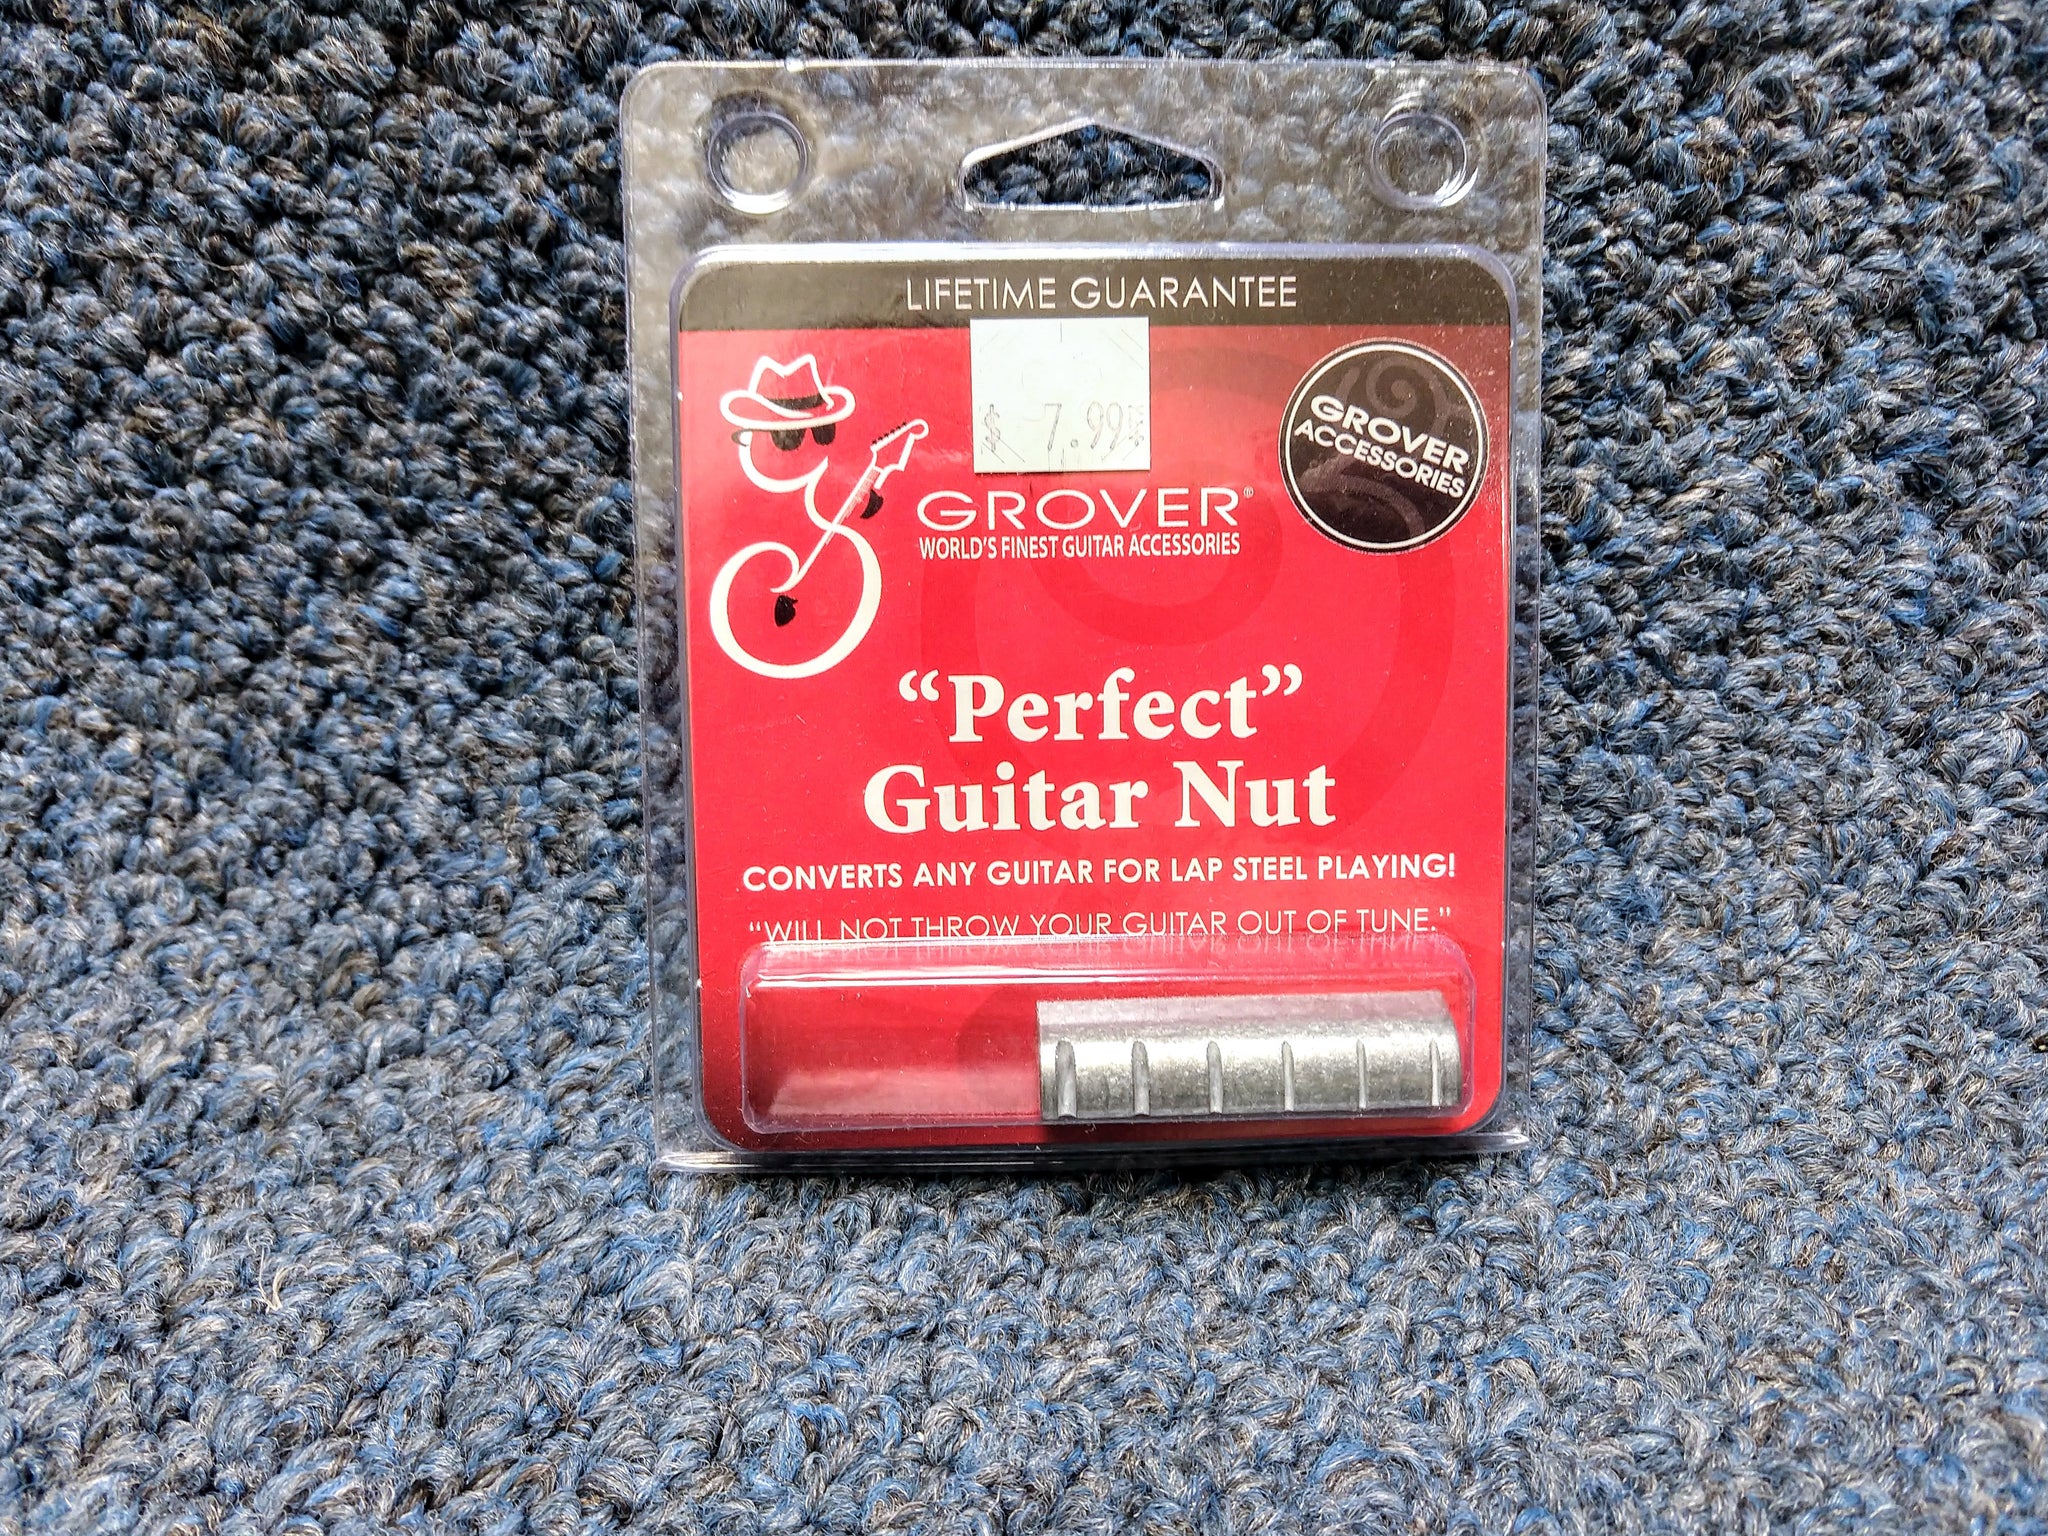 LIFETIME GUARANTEE
$ 7.99
GROVER
ACCESSORIES
GROVER®
WORLD'S FINEST GUITAR ACCESSORIES
“Perfect”
Guitar Nut
CONVERTS ANY GUITAR FOR LAP STEEL PLAYING!
“WILL NOT THROW YOUR GUITAR OUT OF TUNE.”